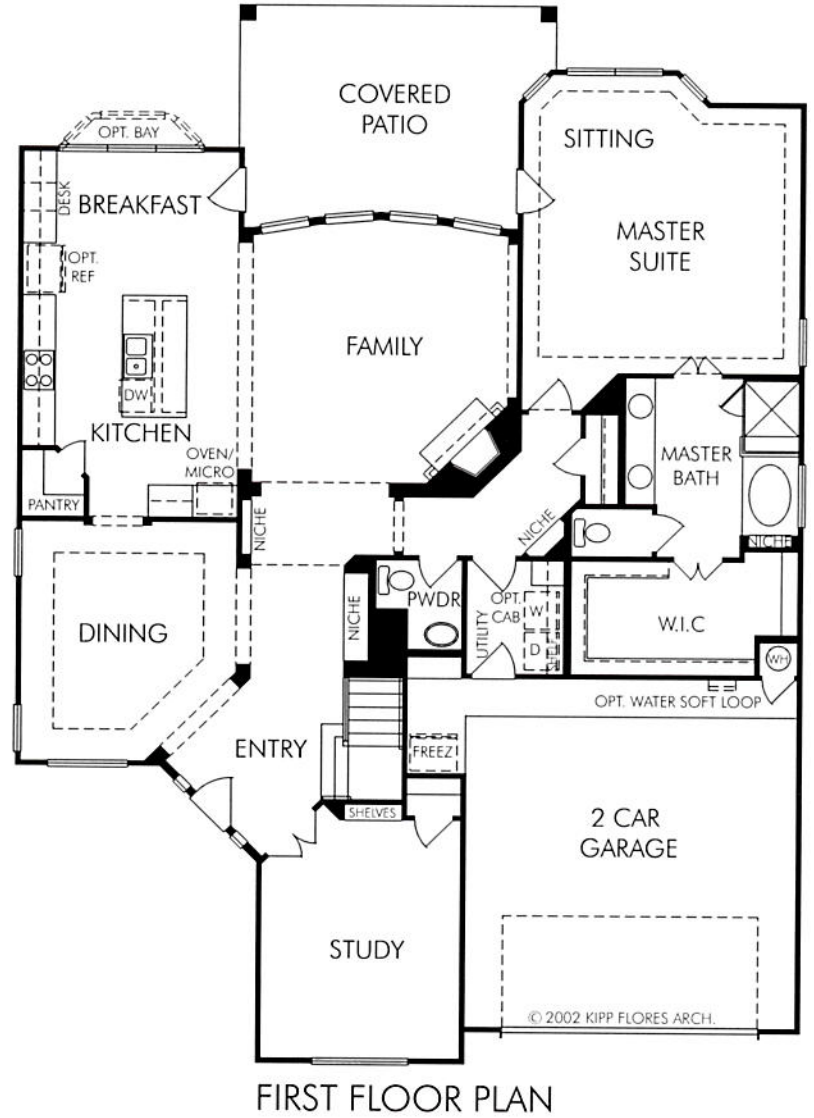 COVERED
PATIO
OPT. BAY
SITTING
DESK
BREAKFAST
MASTER
SUITE
OPT.
REF
FAMILY
DW
KITCHEN
OVEN/
MICRO
MASTER
BATH
PANTRY
NICHE
NICHE
NICHE
DINING
NICHE
PWDR
UTILITY
OPT.
CAB
W
D
SHELF
W.I.C
WH
OPT. WATER SOFT LOOP
ENTRY
FREEZ
SHELVES
2 CAR
GARAGE
STUDY
© 2002 KIPP FLORES ARCH.
FIRST FLOOR PLAN